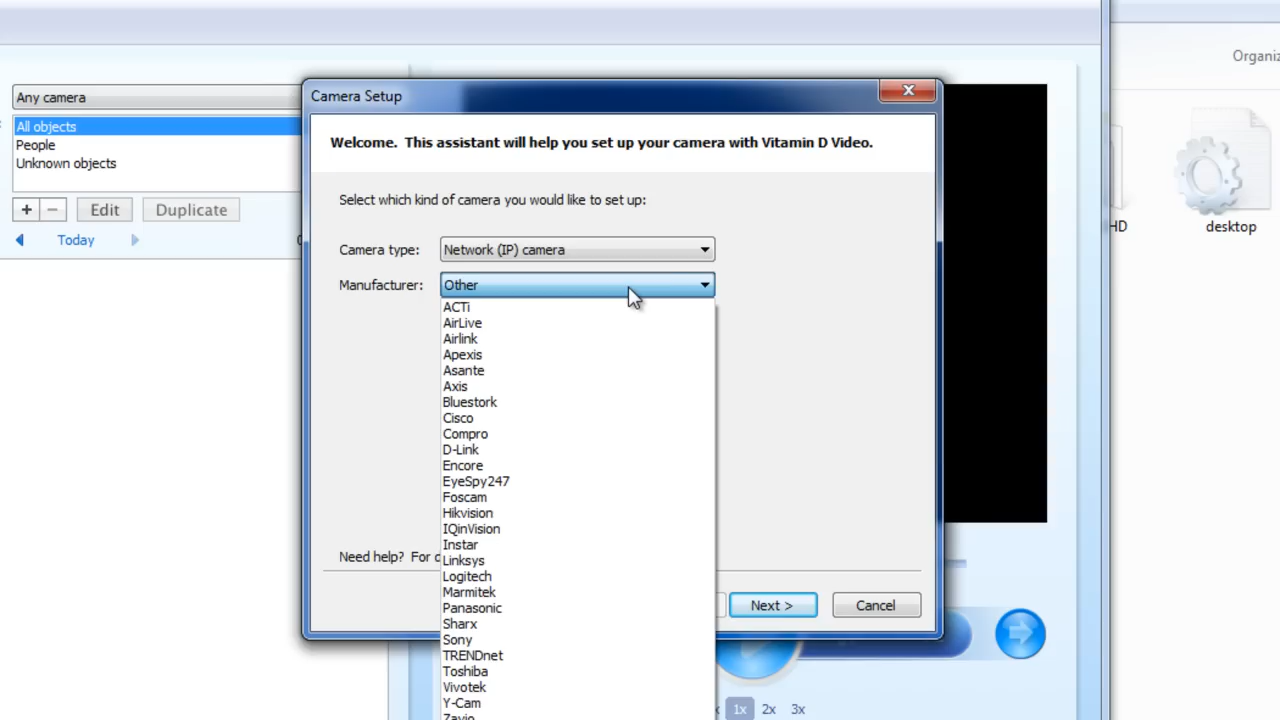 Organiz
Any camera
All objects
People
Unknown objects
+ − Edit Duplicate
Today
Camera Setup
Welcome. This assistant will help you set up your camera with Vitamin D Video.
Select which kind of camera you would like to set up:
Camera type: Network (IP) camera
Manufacturer: Other
ACTi
AirLive
Airlink
Apexis
Asante
Axis
Bluestork
Cisco
Compro
D-Link
Encore
EyeSpy247
Foscam
Hikvision
IQinVision
Instar
Linksys
Logitech
Marmitek
Panasonic
Sharx
Sony
TRENDnet
Toshiba
Vivotek
Y-Cam
Zavio
Need help? For d
Next > Cancel
HD
desktop
1x 2x 3x